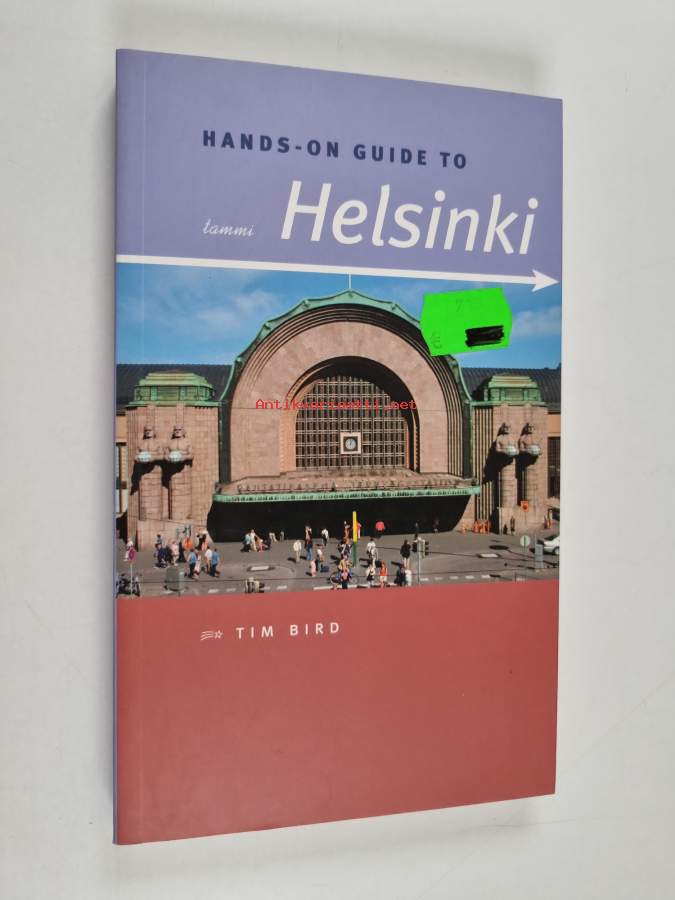 HANDS-ON GUIDE TO
tammi Helsinki
Antikvariaatti.net
TIM BIRD